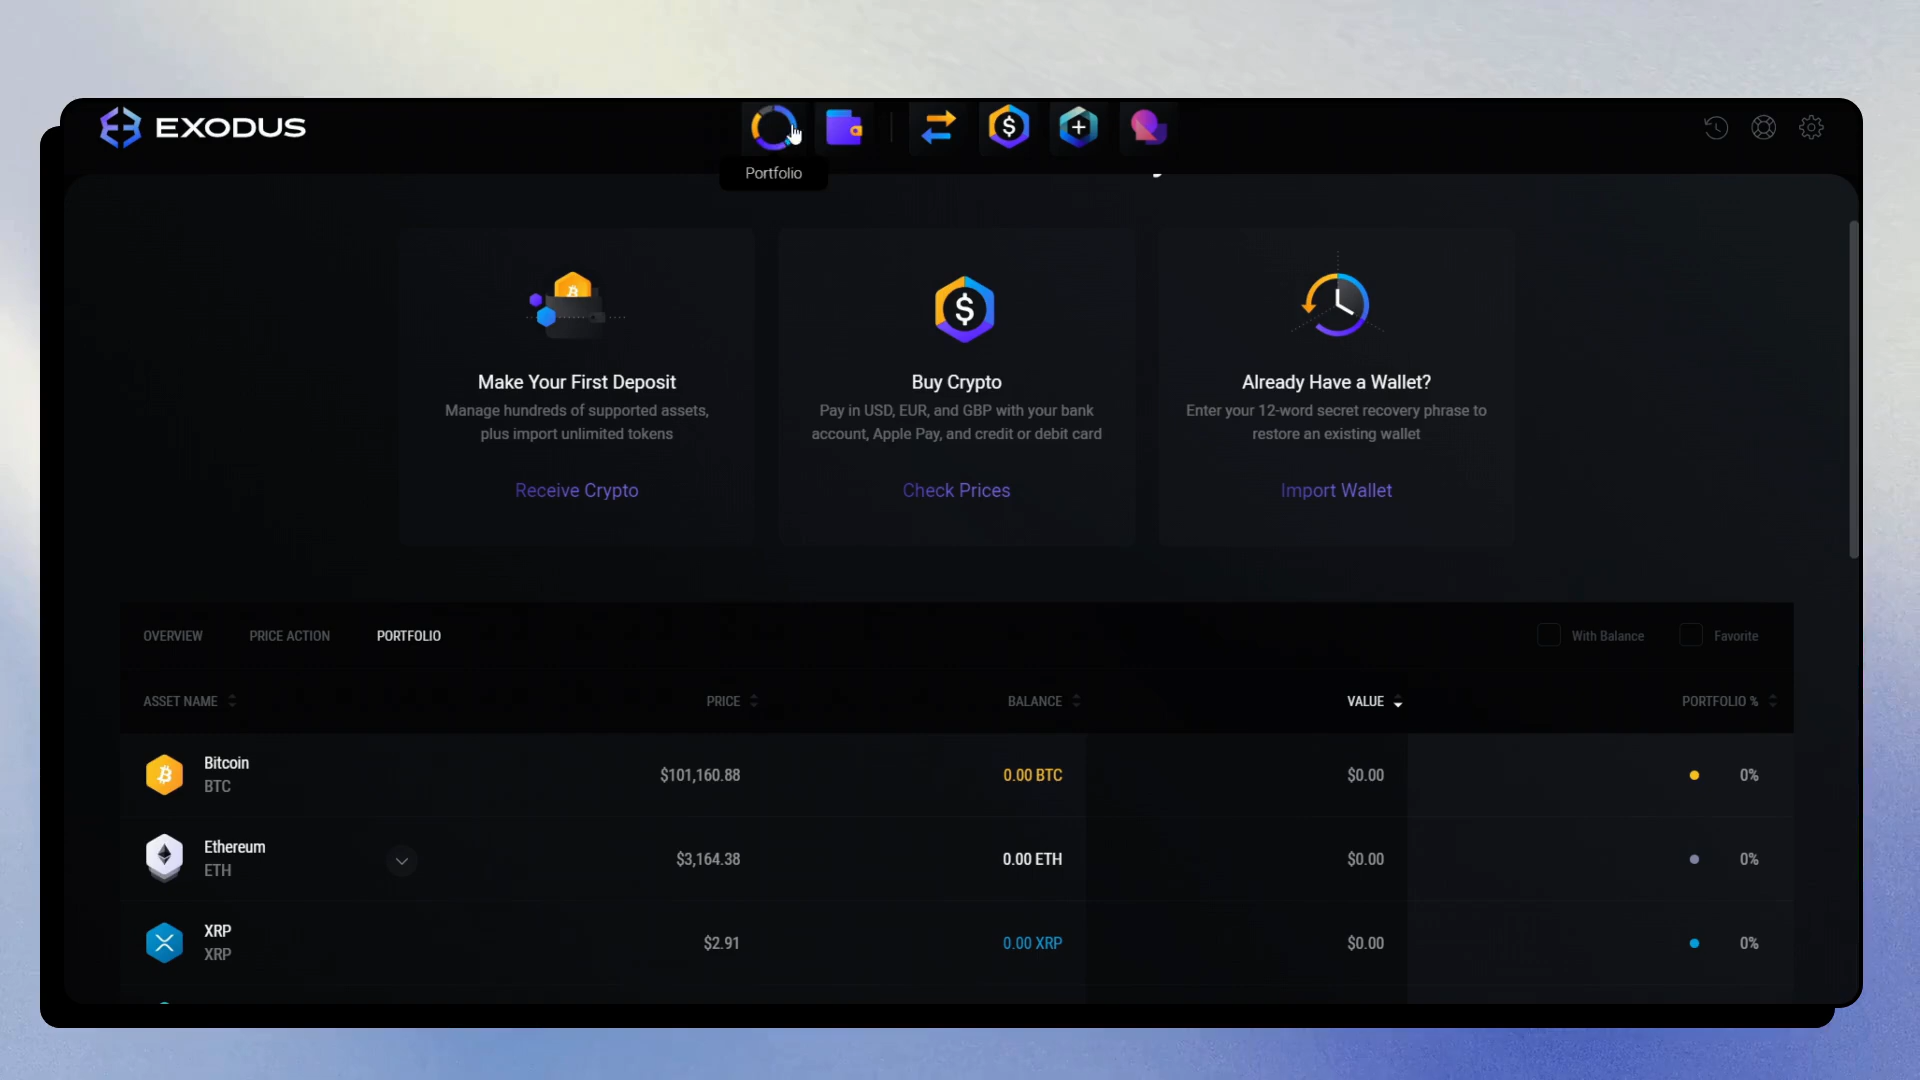 EXODUS
Portfolio
Make Your First Deposit
Manage hundreds of supported assets,
plus import unlimited tokens
Receive Crypto
Buy Crypto
Pay in USD, EUR, and GBP with your bank
account, Apple Pay, and credit or debit card
Check Prices
Already Have a Wallet?
Enter your 12-word secret recovery phrase to
restore an existing wallet
Import Wallet
OVERVIEW PRICE ACTION PORTFOLIO With Balance Favorite
ASSET NAME PRICE BALANCE VALUE PORTFOLIO %
Bitcoin
BTC
$101,160.88 0.00 BTC $0.00 0%
Ethereum
ETH
$3,164.38 0.00 ETH $0.00 0%
XRP
XRP
$2.91 0.00 XRP $0.00 0%